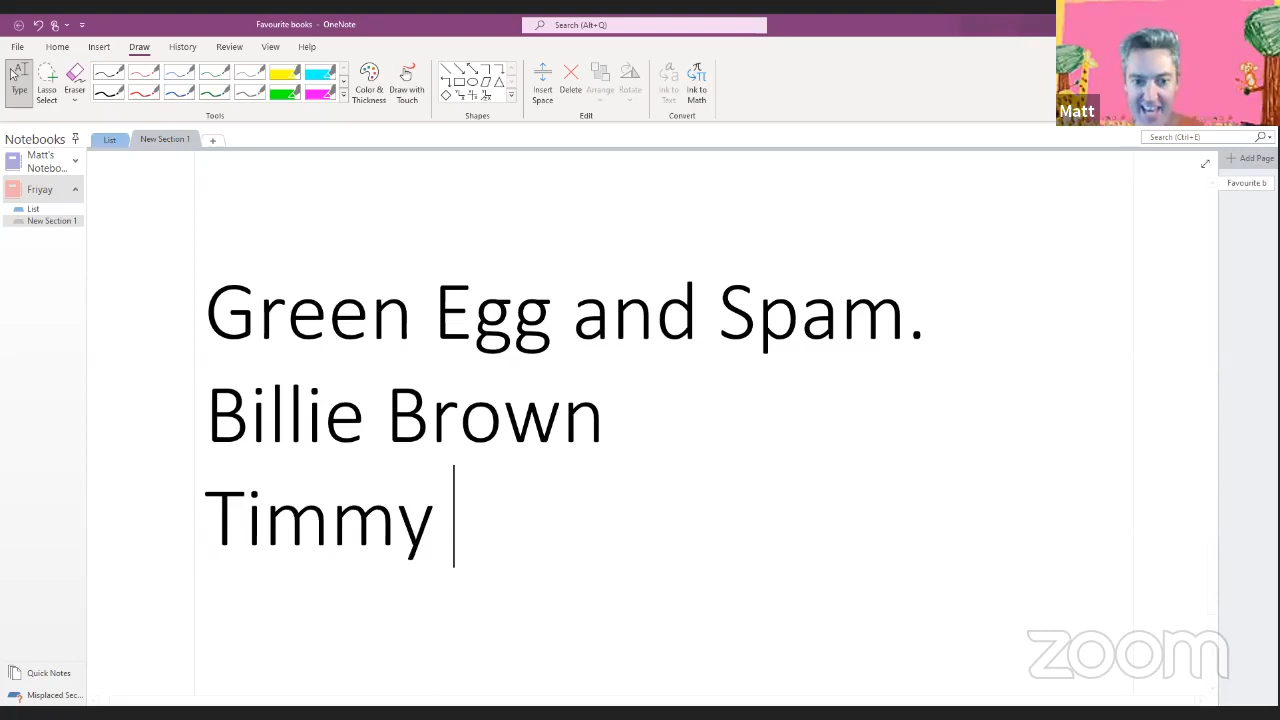 Favourite books - OneNote
Search (Alt+Q)
File Home Insert Draw History Review View Help
Type
Lasso Select
Eraser
Color & Thickness
Draw with Touch
Insert Space
Delete
Arrange
Rotate
Ink to Text
Ink to Math
Tools
Shapes
Edit
Convert
Matt
Notebooks
List
New Section 1
Search (Ctrl+E)
Matt's Notebo...
Add Page
Friyay
Favourite b
List
New Section 1
Green Egg and Spam.
Billie Brown
Timmy
zoom
Quick Notes
Misplaced Sec...